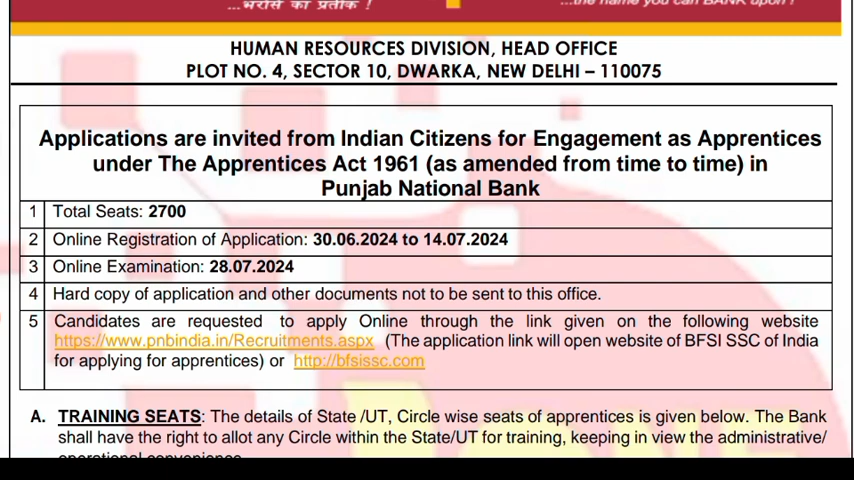 ...भरोसे का प्रतीक !
...the name you can BANK upon !
HUMAN RESOURCES DIVISION, HEAD OFFICE
PLOT NO. 4, SECTOR 10, DWARKA, NEW DELHI – 110075
Applications are invited from Indian Citizens for Engagement as Apprentices
under The Apprentices Act 1961 (as amended from time to time) in
Punjab National Bank
1 Total Seats: 2700
2 Online Registration of Application: 30.06.2024 to 14.07.2024
3 Online Examination: 28.07.2024
4 Hard copy of application and other documents not to be sent to this office.
5 Candidates are requested to apply Online through the link given on the following website
https://www.pnbindia.in/Recruitments.aspx (The application link will open website of BFSI SSC of India
for applying for apprentices) or http://bfsissc.com
A. TRAINING SEATS: The details of State /UT, Circle wise seats of apprentices is given below. The Bank
shall have the right to allot any Circle within the State/UT for training, keeping in view the administrative/
operational convenience.